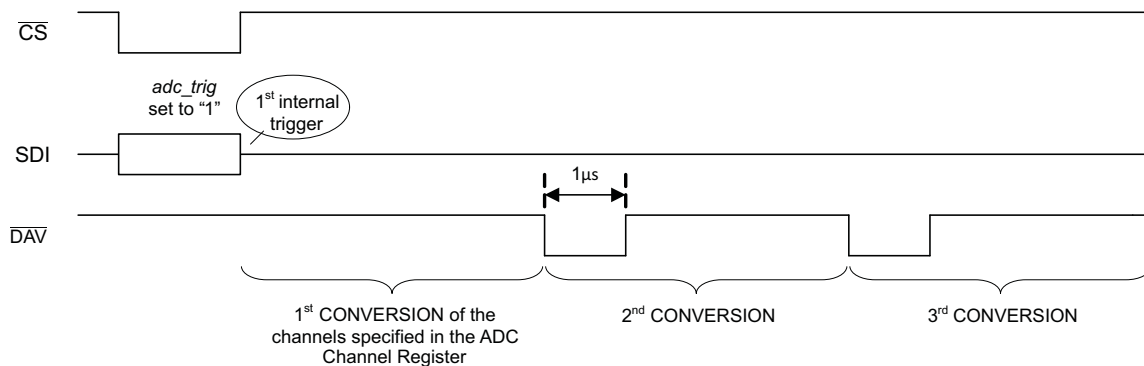 CS
adc_trig
set to “1”
1st internal
trigger
SDI
1µs
DAV
1st CONVERSION of the
channels specified in the ADC
Channel Register
2nd CONVERSION
3rd CONVERSION